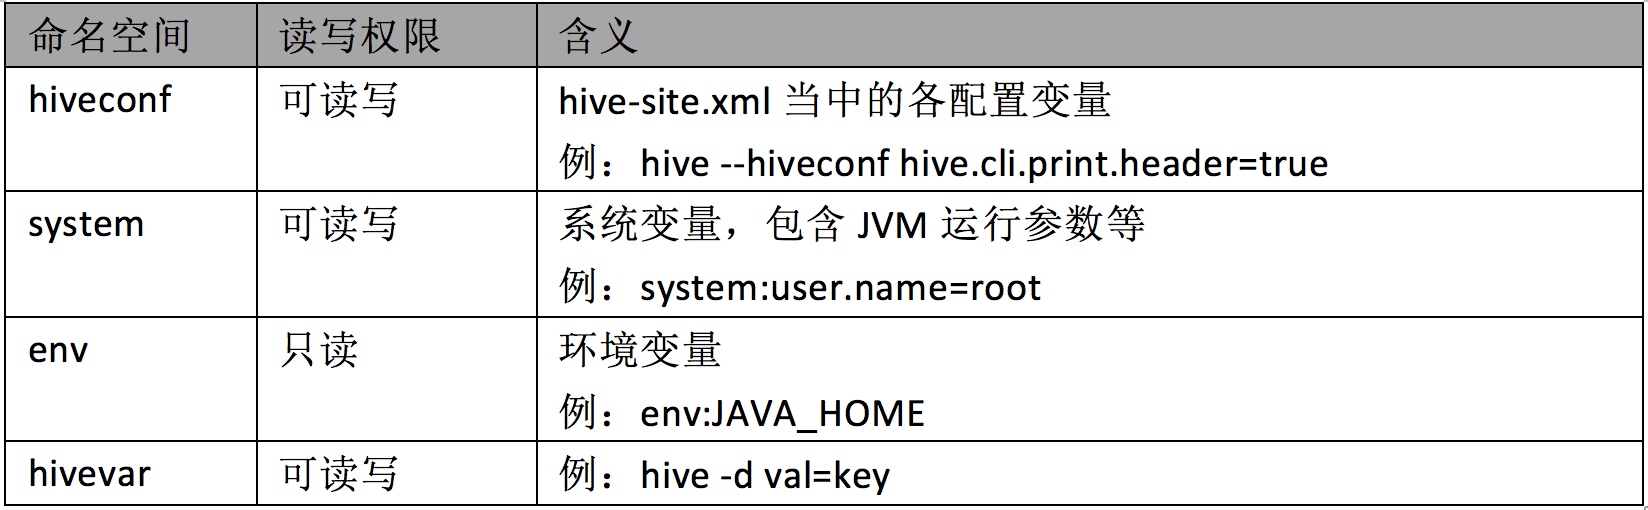 命名空间 读写权限 含义
hiveconf 可读写 hive-site.xml 当中的各配置变量
例：hive --hiveconf hive.cli.print.header=true
system 可读写 系统变量，包含 JVM 运行参数等
例：system:user.name=root
env 只读 环境变量
例：env:JAVA_HOME
hivevar 可读写 例：hive -d val=key